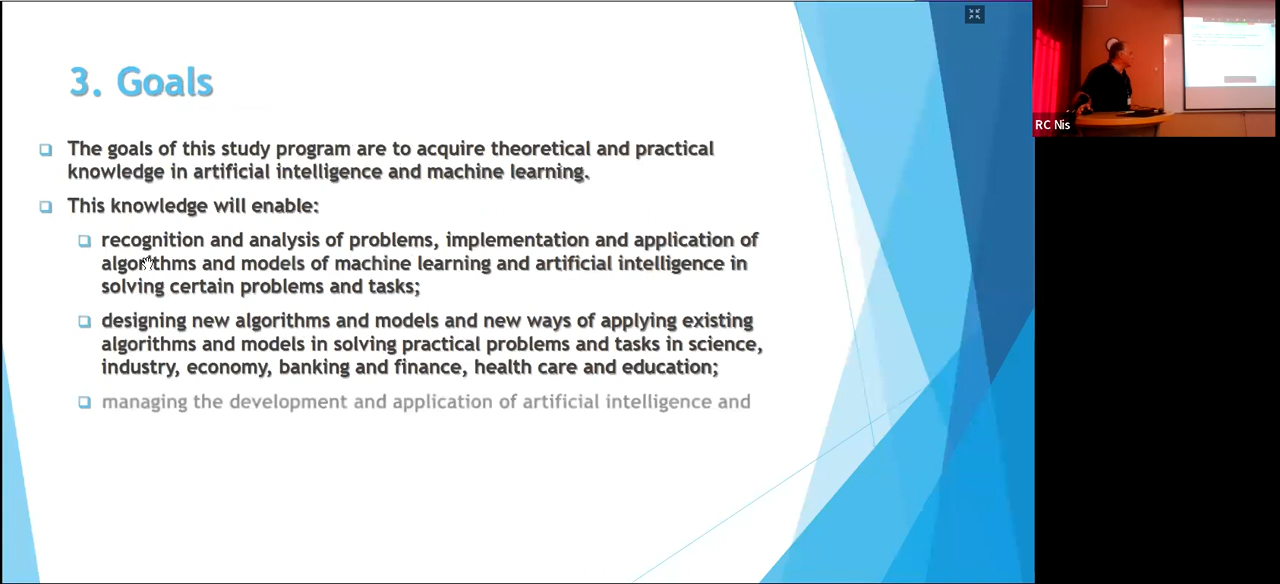 3. Goals
The goals of this study program are to acquire theoretical and practical
knowledge in artificial intelligence and machine learning.
This knowledge will enable:
recognition and analysis of problems, implementation and application of
algorithms and models of machine learning and artificial intelligence in
solving certain problems and tasks;
designing new algorithms and models and new ways of applying existing
algorithms and models in solving practical problems and tasks in science,
industry, economy, banking and finance, health care and education;
managing the development and application of artificial intelligence and
RC Nis